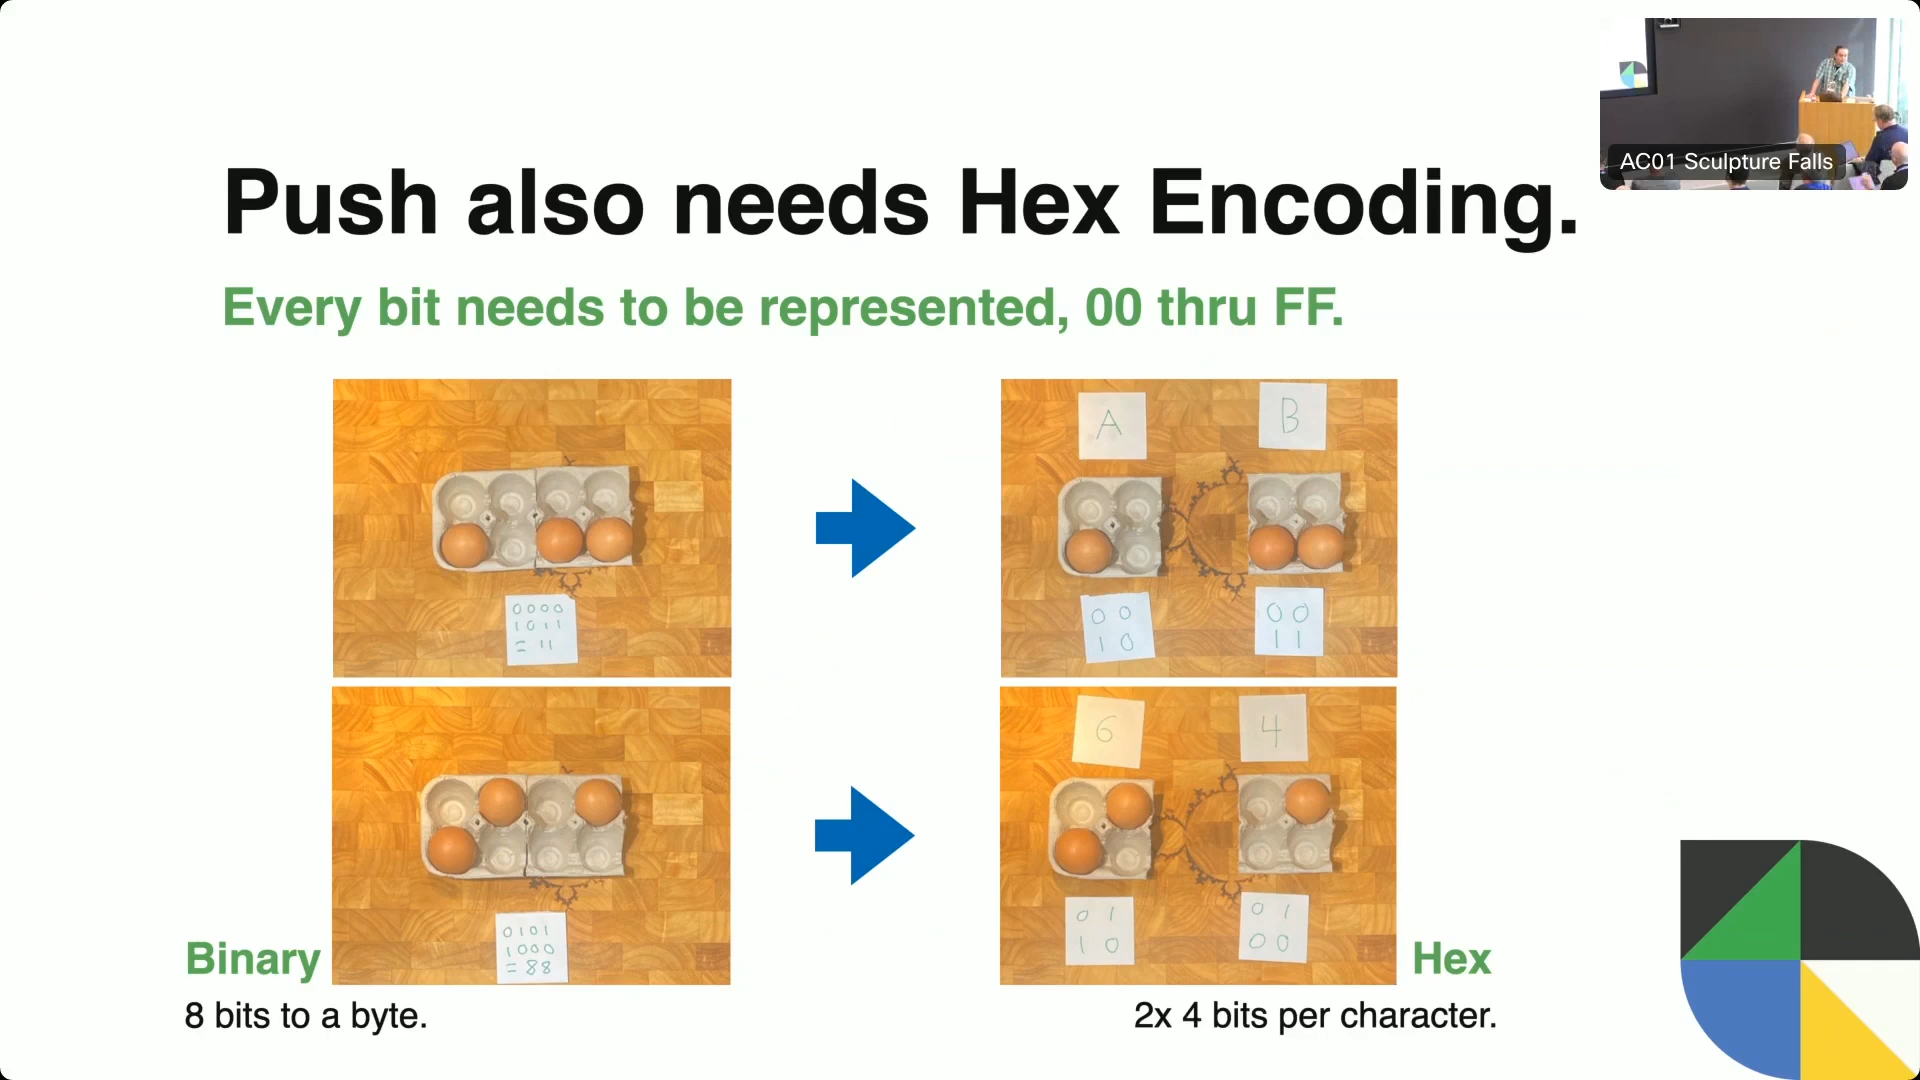 AC01 Sculpture Falls
Push also needs Hex Encoding.
Every bit needs to be represented, 00 thru FF.
0000
1011
= 11
A
B
00
10
00
11
0101
1000
= 88
6
4
01
10
01
00
Binary
8 bits to a byte.
Hex
2x 4 bits per character.